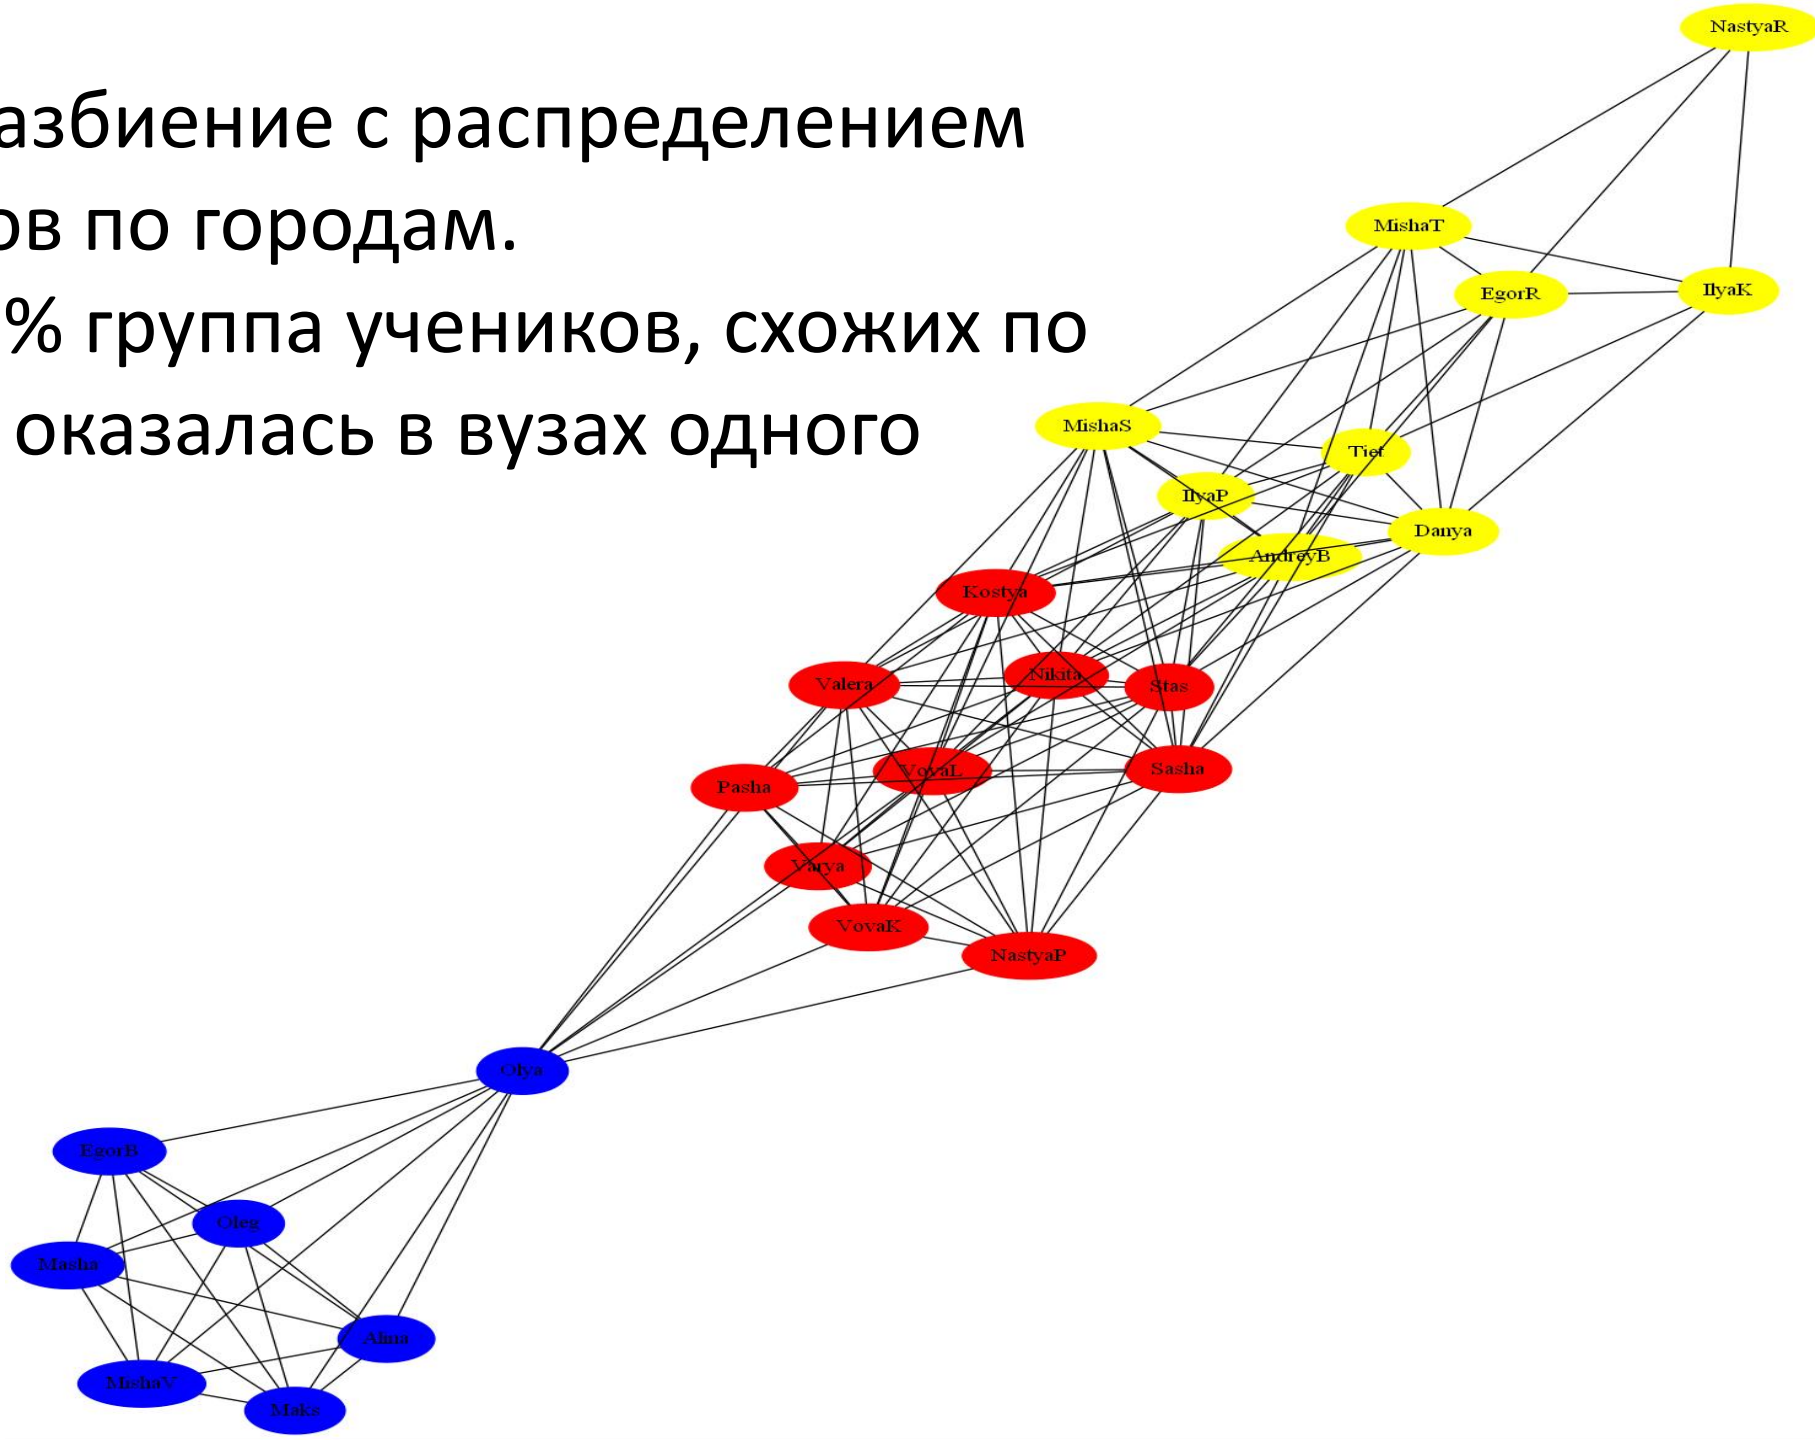 азбиение с распределением
ов по городам.
% группа учеников, схожих по
оказалась в вузах одного
NastyaR
MishaT
EgorR
IlyaK
MishaS
Tief
IlyaP
Danya
AndreyB
Kostya
Nikita
Valera
Stas
VovaL
Sasha
Pasha
Varya
VovaK
NastyaP
Olya
EgorB
Oleg
Masha
Alina
MishaV
Maks